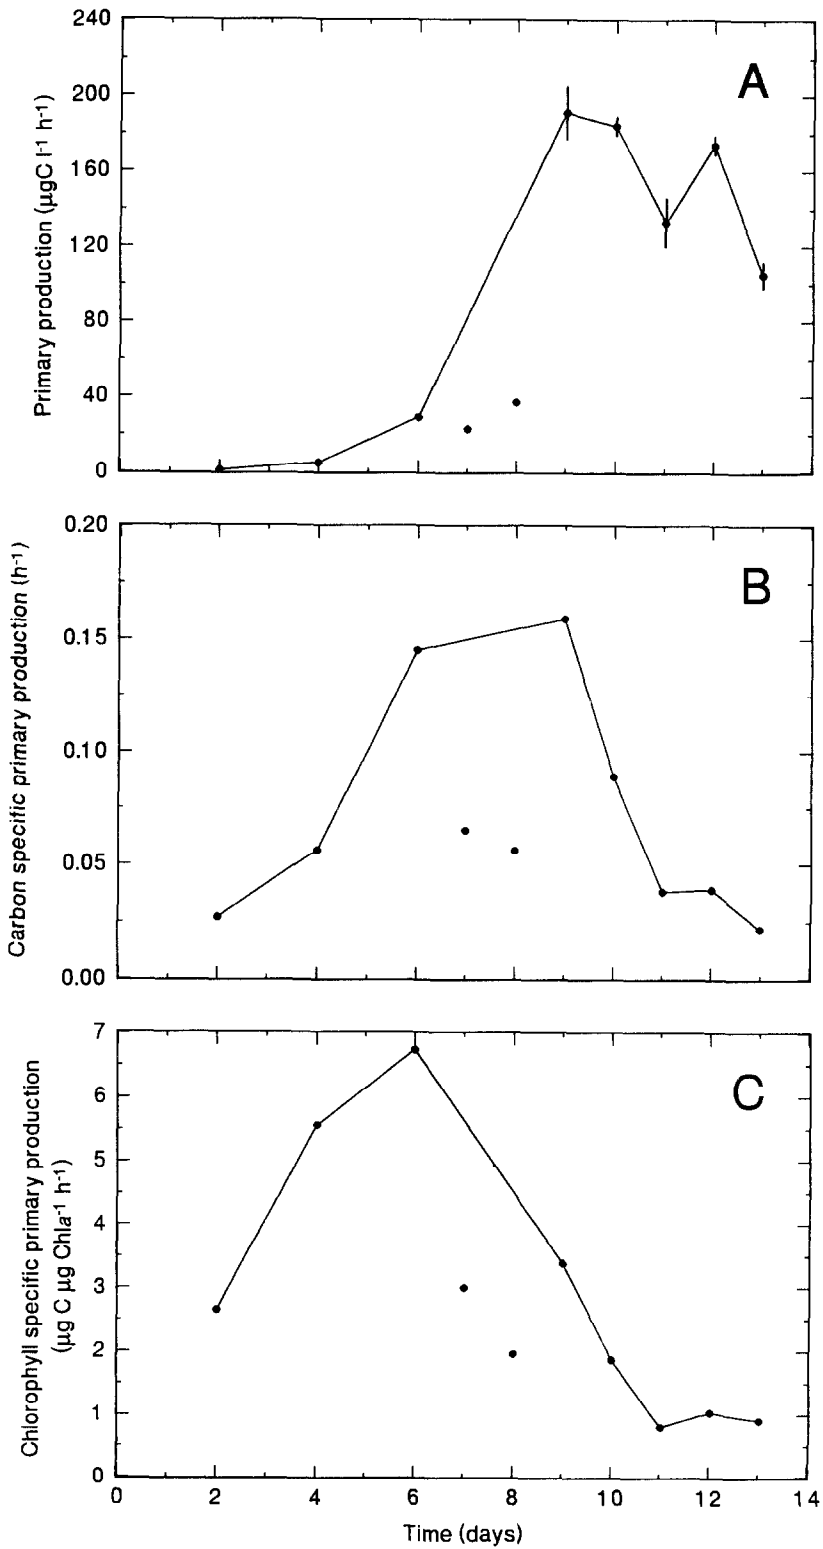 240
200
160
120
80
40
0
Primary production (µgC l⁻¹ h⁻¹)
A
0.20
0.15
0.10
0.05
0.00
Carbon specific primary production (h⁻¹)
B
7
6
5
4
3
2
1
0
Chlorophyll specific primary production
(µg C µg Chla⁻¹ h⁻¹)
C
0 2 4 6 8 10 12 14
Time (days)